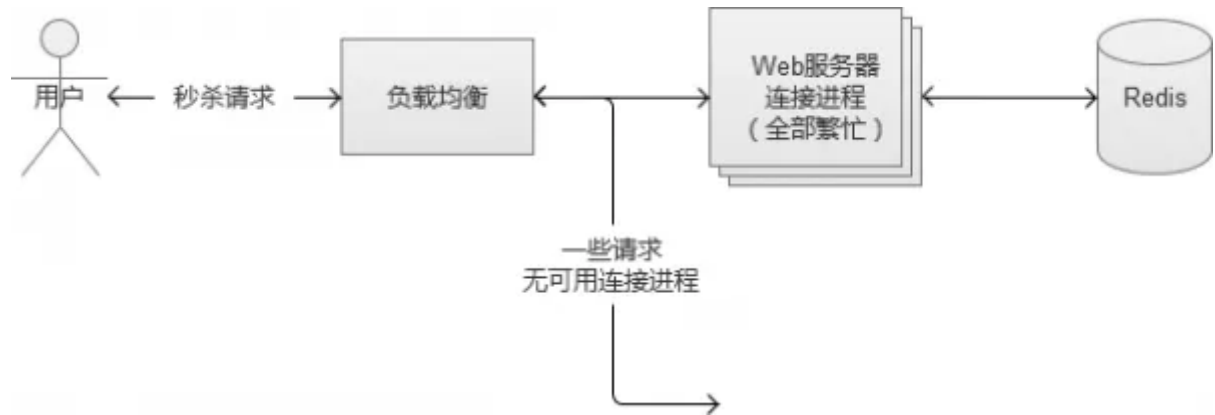 用户
秒杀请求
负载均衡
Web服务器
连接进程
（全部繁忙）
Redis
一些请求
无可用连接进程